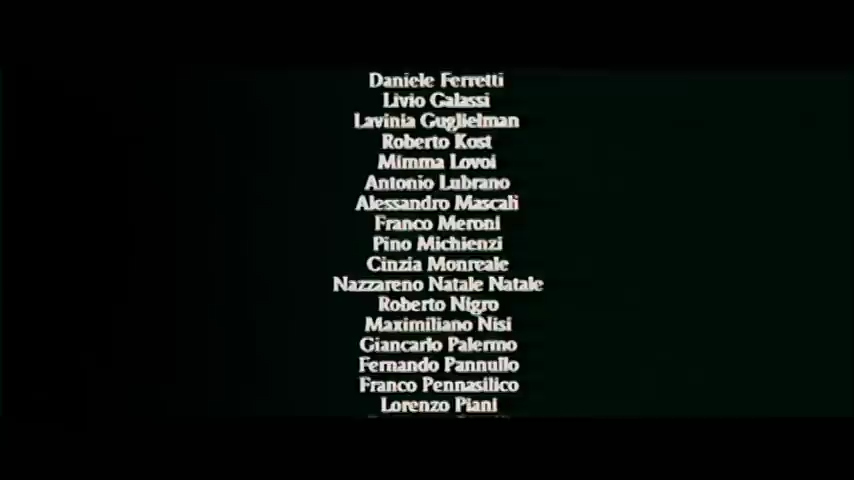 Daniele Ferretti
Livio Galassi
Lavinia Guglielman
Roberto Kost
Mimma Lovoi
Antonio Lubrano
Alessandro Mascali
Franco Meroni
Pino Michienzi
Cinzia Monreale
Nazzareno Natale Natale
Roberto Nigro
Maximiliano Nisi
Giancarlo Palermo
Fernando Pannullo
Franco Pennasilico
Lorenzo Piani